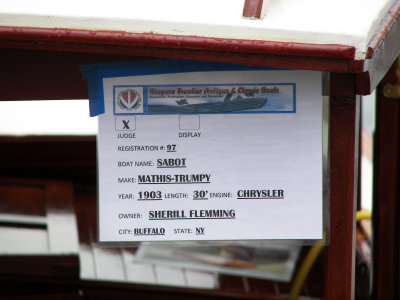 Niagara Frontier Antique & Classic Boats
X
JUDGE DISPLAY
REGISTRATION #: 97
BOAT NAME: SABOT
MAKE: MATHIS-TRUMPY
YEAR: 1903 LENGTH: 30' ENGINE: CHRYSLER
OWNER: SHERILL FLEMMING
CITY: BUFFALO STATE: NY